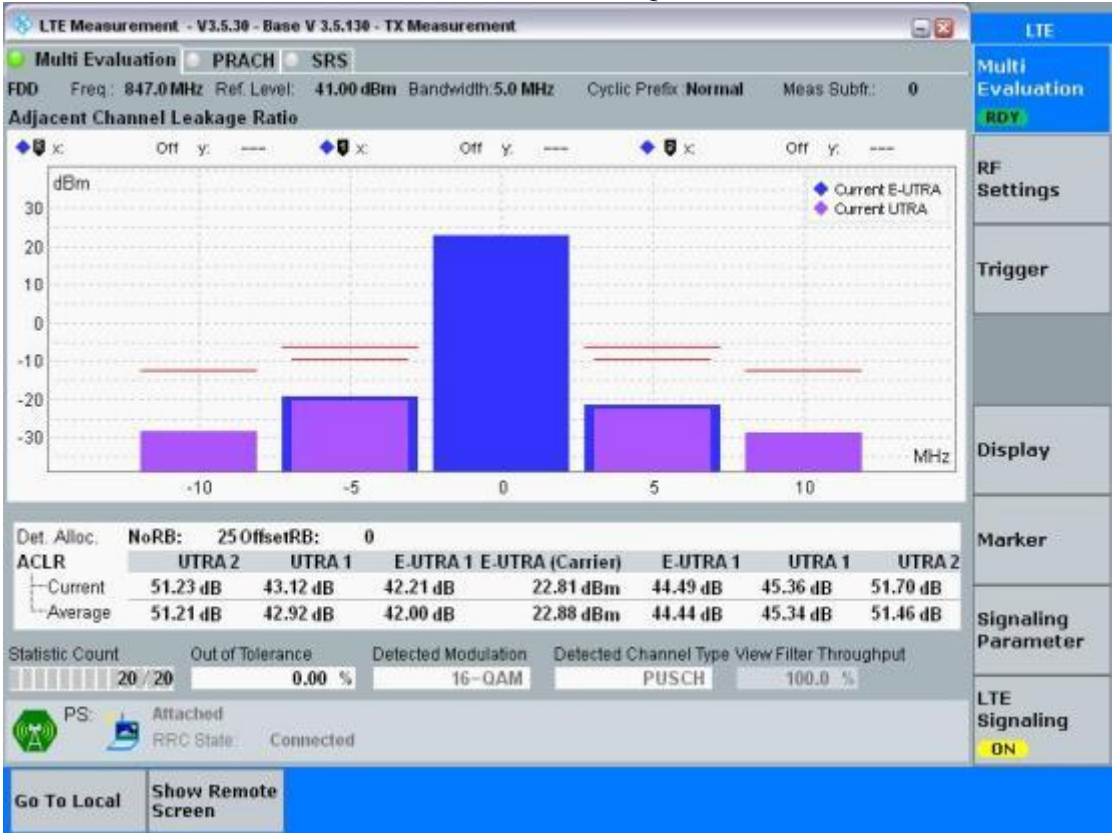 LTE Measurement - V3.5.30 - Base V 3.5.130 - TX Measurement
LTE
Multi Evaluation PRACH SRS
Multi
Evaluation
RDY
FDD Freq.: 847.0 MHz Ref. Level: 41.00 dBm Bandwidth: 5.0 MHz Cyclic Prefix: Normal Meas Subfr.: 0
Adjacent Channel Leakage Ratio
x: Off y: --- x: Off y: --- x: Off y: ---
dBm
Current E-UTRA
Current UTRA
30
20
10
0
-10
-20
-30
MHz
-10 -5 0 5 10
RF
Settings
Trigger
Display
Marker
Signaling
Parameter
LTE
Signaling
ON
Det. Alloc. NoRB: 25 OffsetRB: 0
ACLR UTRA 2 UTRA 1 E-UTRA 1 E-UTRA (Carrier) E-UTRA 1 UTRA 1 UTRA 2
Current 51.23 dB 43.12 dB 42.21 dB 22.81 dBm 44.49 dB 45.36 dB 51.70 dB
Average 51.21 dB 42.92 dB 42.00 dB 22.88 dBm 44.44 dB 45.34 dB 51.46 dB
Statistic Count Out of Tolerance Detected Modulation Detected Channel Type View Filter Throughput
20 / 20 0.00 % 16-QAM PUSCH 100.0 %
PS: Attached
RRC State: Connected
Go To Local
Show Remote
Screen